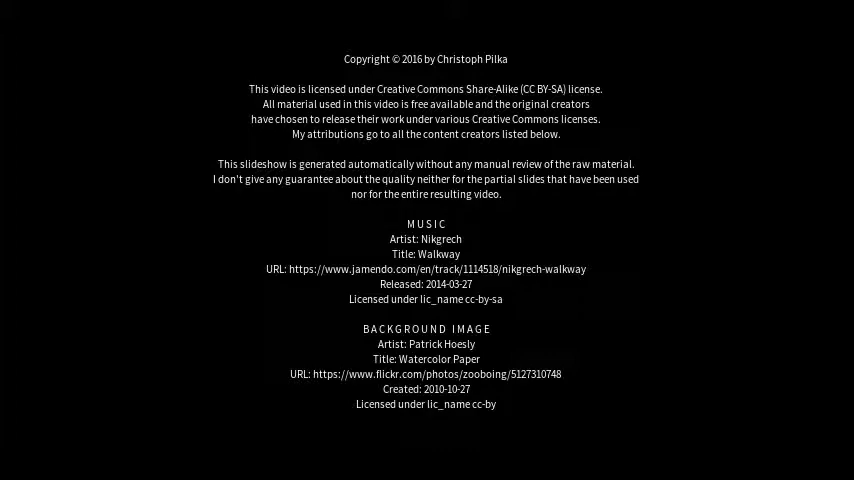 Copyright © 2016 by Christoph Pilka
This video is licensed under Creative Commons Share-Alike (CC BY-SA) license.
All material used in this video is free available and the original creators
have chosen to release their work under various Creative Commons licenses.
My attributions go to all the content creators listed below.
This slideshow is generated automatically without any manual review of the raw material.
I don't give any guarantee about the quality neither for the partial slides that have been used
nor for the entire resulting video.
MUSIC
Artist: Nikgrech
Title: Walkway
URL: https://www.jamendo.com/en/track/1114518/nikgrech-walkway
Released: 2014-03-27
Licensed under lic_name cc-by-sa
BACKGROUND IMAGE
Artist: Patrick Hoesly
Title: Watercolor Paper
URL: https://www.flickr.com/photos/zooboing/5127310748
Created: 2010-10-27
Licensed under lic_name cc-by